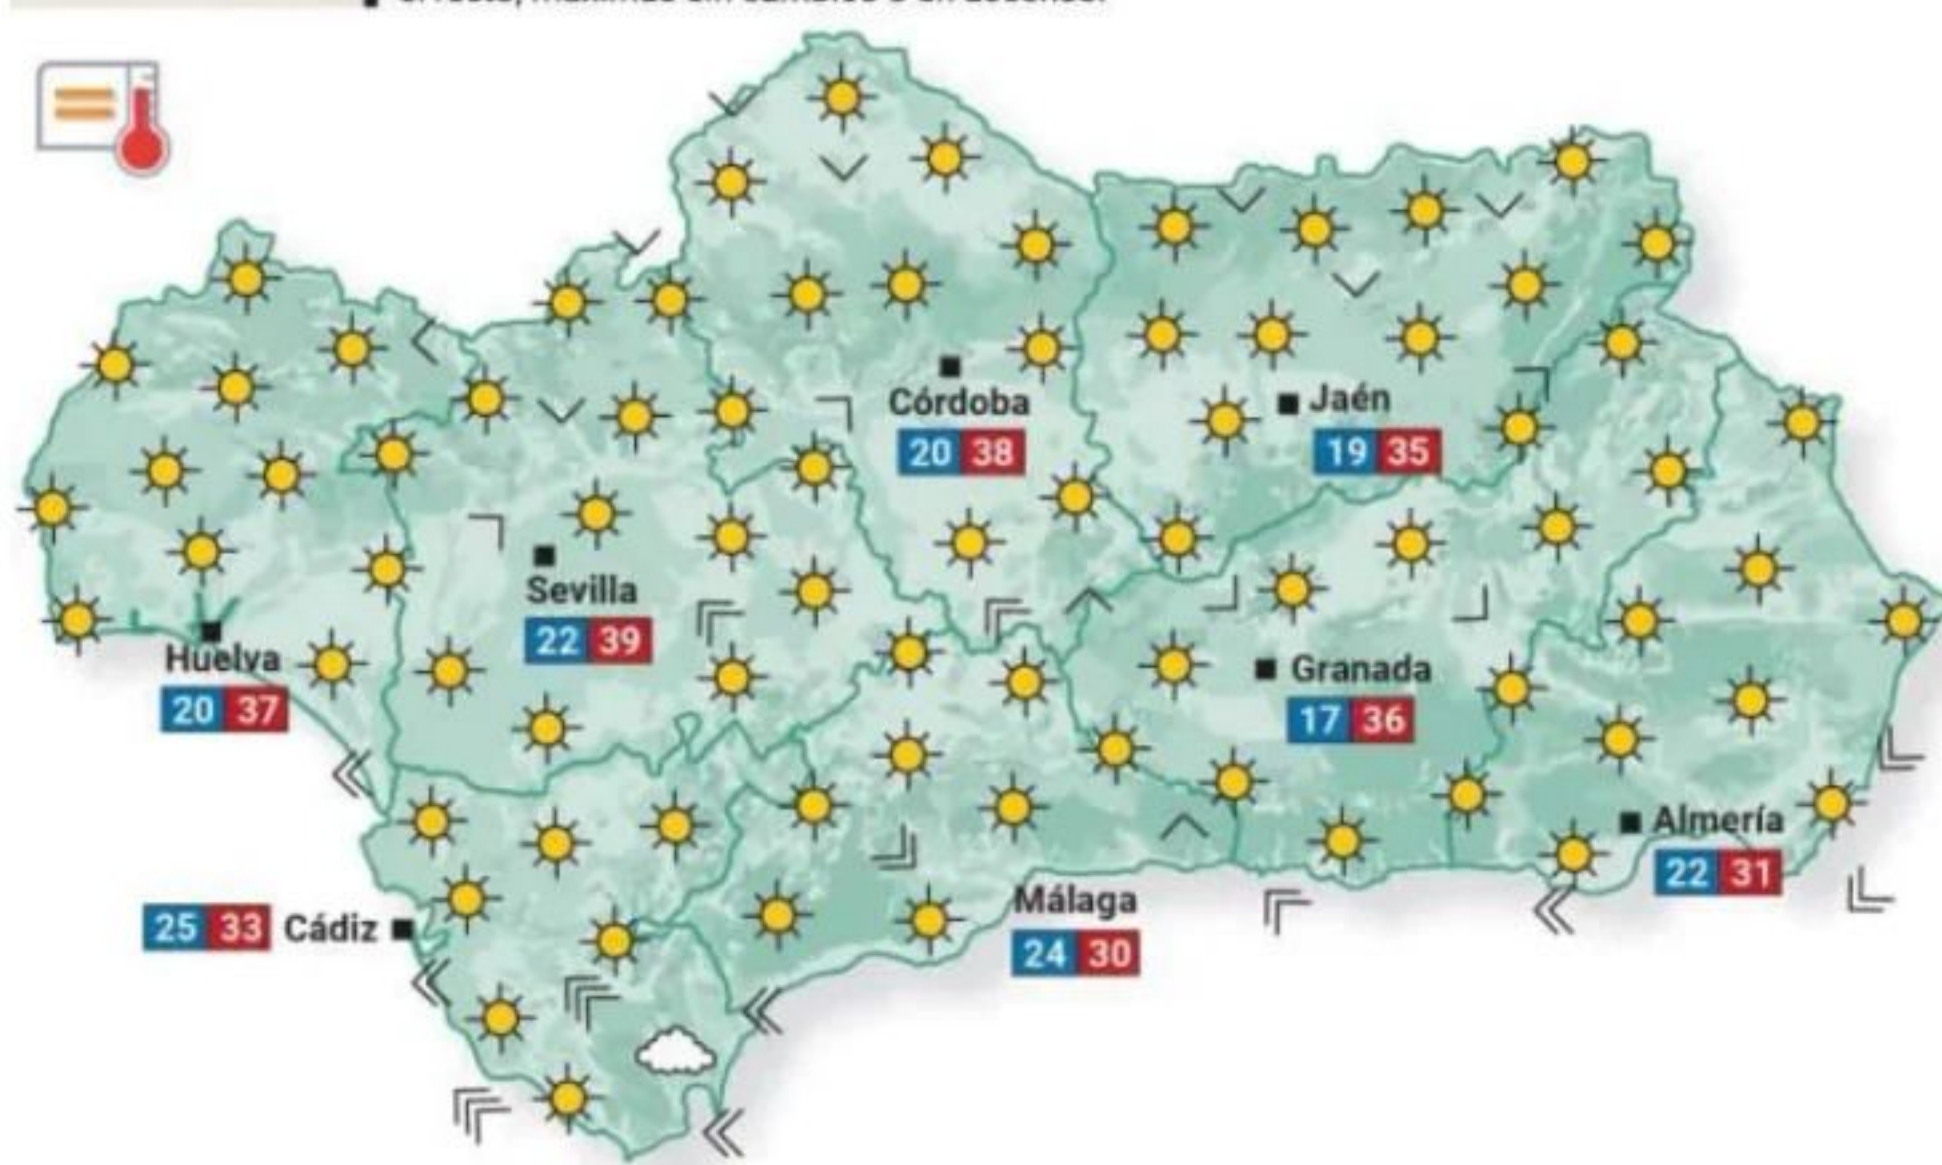 Córdoba
20 38
Jaén
19 35
Sevilla
22 39
Huelva
20 37
Granada
17 36
Almería
22 31
25 33 Cádiz
Málaga
24 30